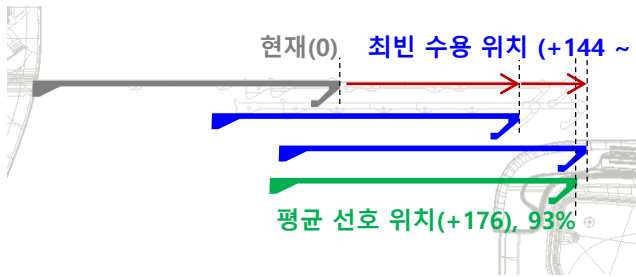 현재(0) 최빈 수용 위치 (+144 ~
평균 선호 위치(+176), 93%